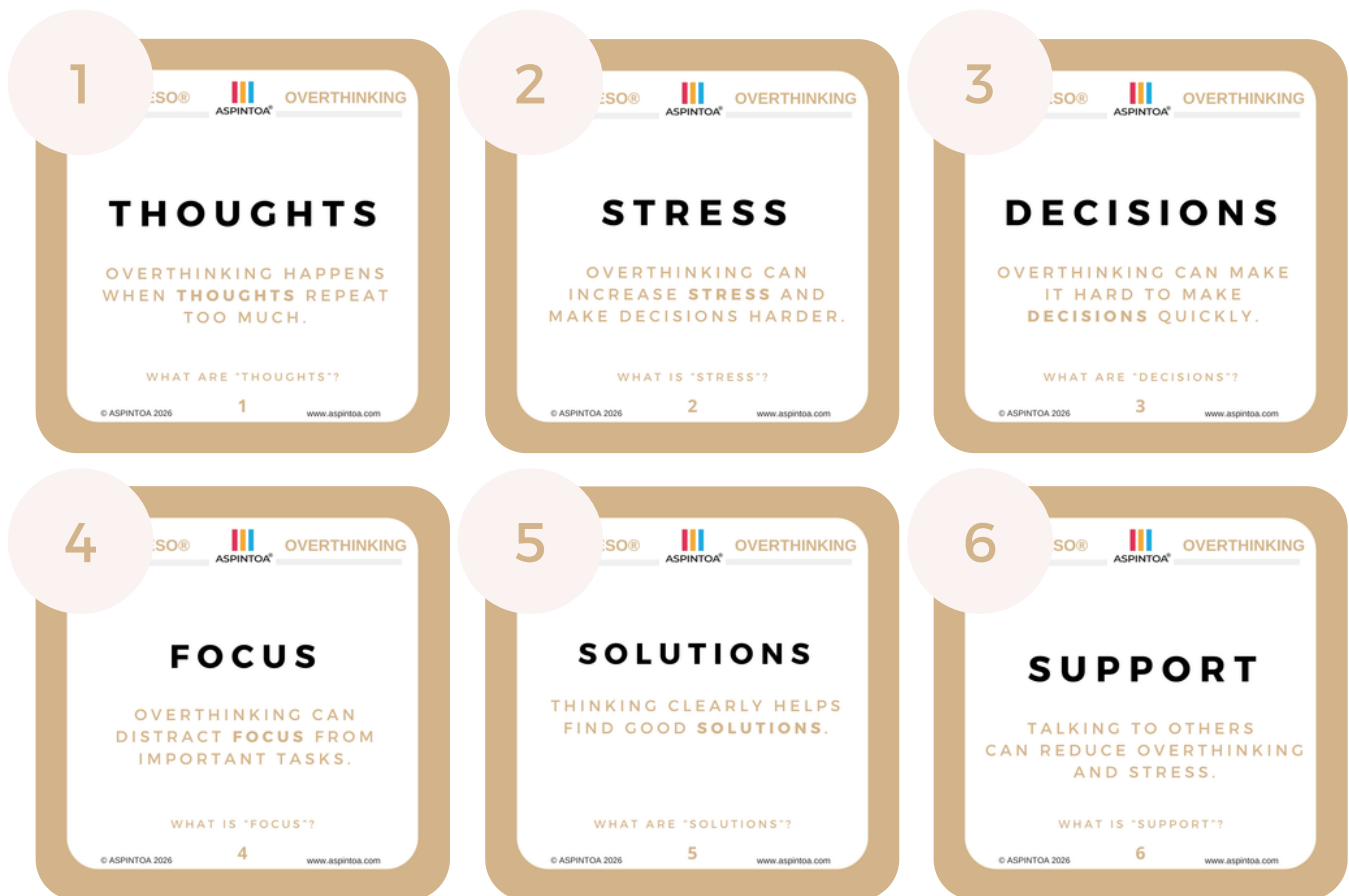 1
ESO® ASPINTOA® OVERTHINKING
THOUGHTS
OVERTHINKING HAPPENS
WHEN THOUGHTS REPEAT
TOO MUCH.
WHAT ARE "THOUGHTS"?
© ASPINTOA 2026 1 www.aspintoa.com
2
ESO® ASPINTOA® OVERTHINKING
STRESS
OVERTHINKING CAN
INCREASE STRESS AND
MAKE DECISIONS HARDER.
WHAT IS "STRESS"?
© ASPINTOA 2026 2 www.aspintoa.com
3
SO® ASPINTOA® OVERTHINKING
DECISIONS
OVERTHINKING CAN MAKE
IT HARD TO MAKE
DECISIONS QUICKLY.
WHAT ARE "DECISIONS"?
© ASPINTOA 2026 3 www.aspintoa.com
4
ESO® ASPINTOA® OVERTHINKING
FOCUS
OVERTHINKING CAN
DISTRACT FOCUS FROM
IMPORTANT TASKS.
WHAT IS "FOCUS"?
© ASPINTOA 2026 4 www.aspintoa.com
5
ESO® ASPINTOA® OVERTHINKING
SOLUTIONS
THINKING CLEARLY HELPS
FIND GOOD SOLUTIONS.
WHAT ARE "SOLUTIONS"?
© ASPINTOA 2026 5 www.aspintoa.com
6
SO® ASPINTOA® OVERTHINKING
SUPPORT
TALKING TO OTHERS
CAN REDUCE OVERTHINKING
AND STRESS.
WHAT IS "SUPPORT"?
© ASPINTOA 2026 6 www.aspintoa.com